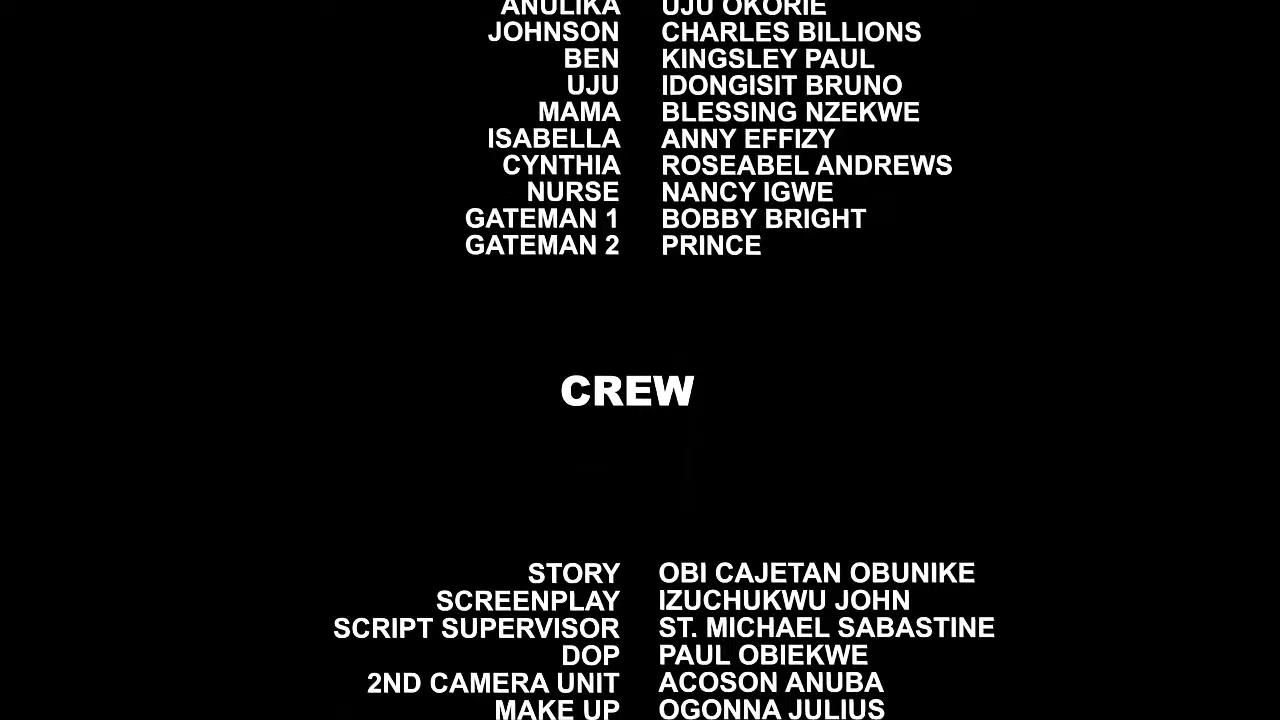 ANULIKA UJU OKORIE
JOHNSON CHARLES BILLIONS
BEN KINGSLEY PAUL
UJU IDONGISIT BRUNO
MAMA BLESSING NZEKWE
ISABELLA ANNY EFFIZY
CYNTHIA ROSEABEL ANDREWS
NURSE NANCY IGWE
GATEMAN 1 BOBBY BRIGHT
GATEMAN 2 PRINCE
CREW
STORY OBI CAJETAN OBUNIKE
SCREENPLAY IZUCHUKWU JOHN
SCRIPT SUPERVISOR ST. MICHAEL SABASTINE
DOP PAUL OBIEKWE
2ND CAMERA UNIT ACOSON ANUBA
MAKE UP OGONNA JULIUS